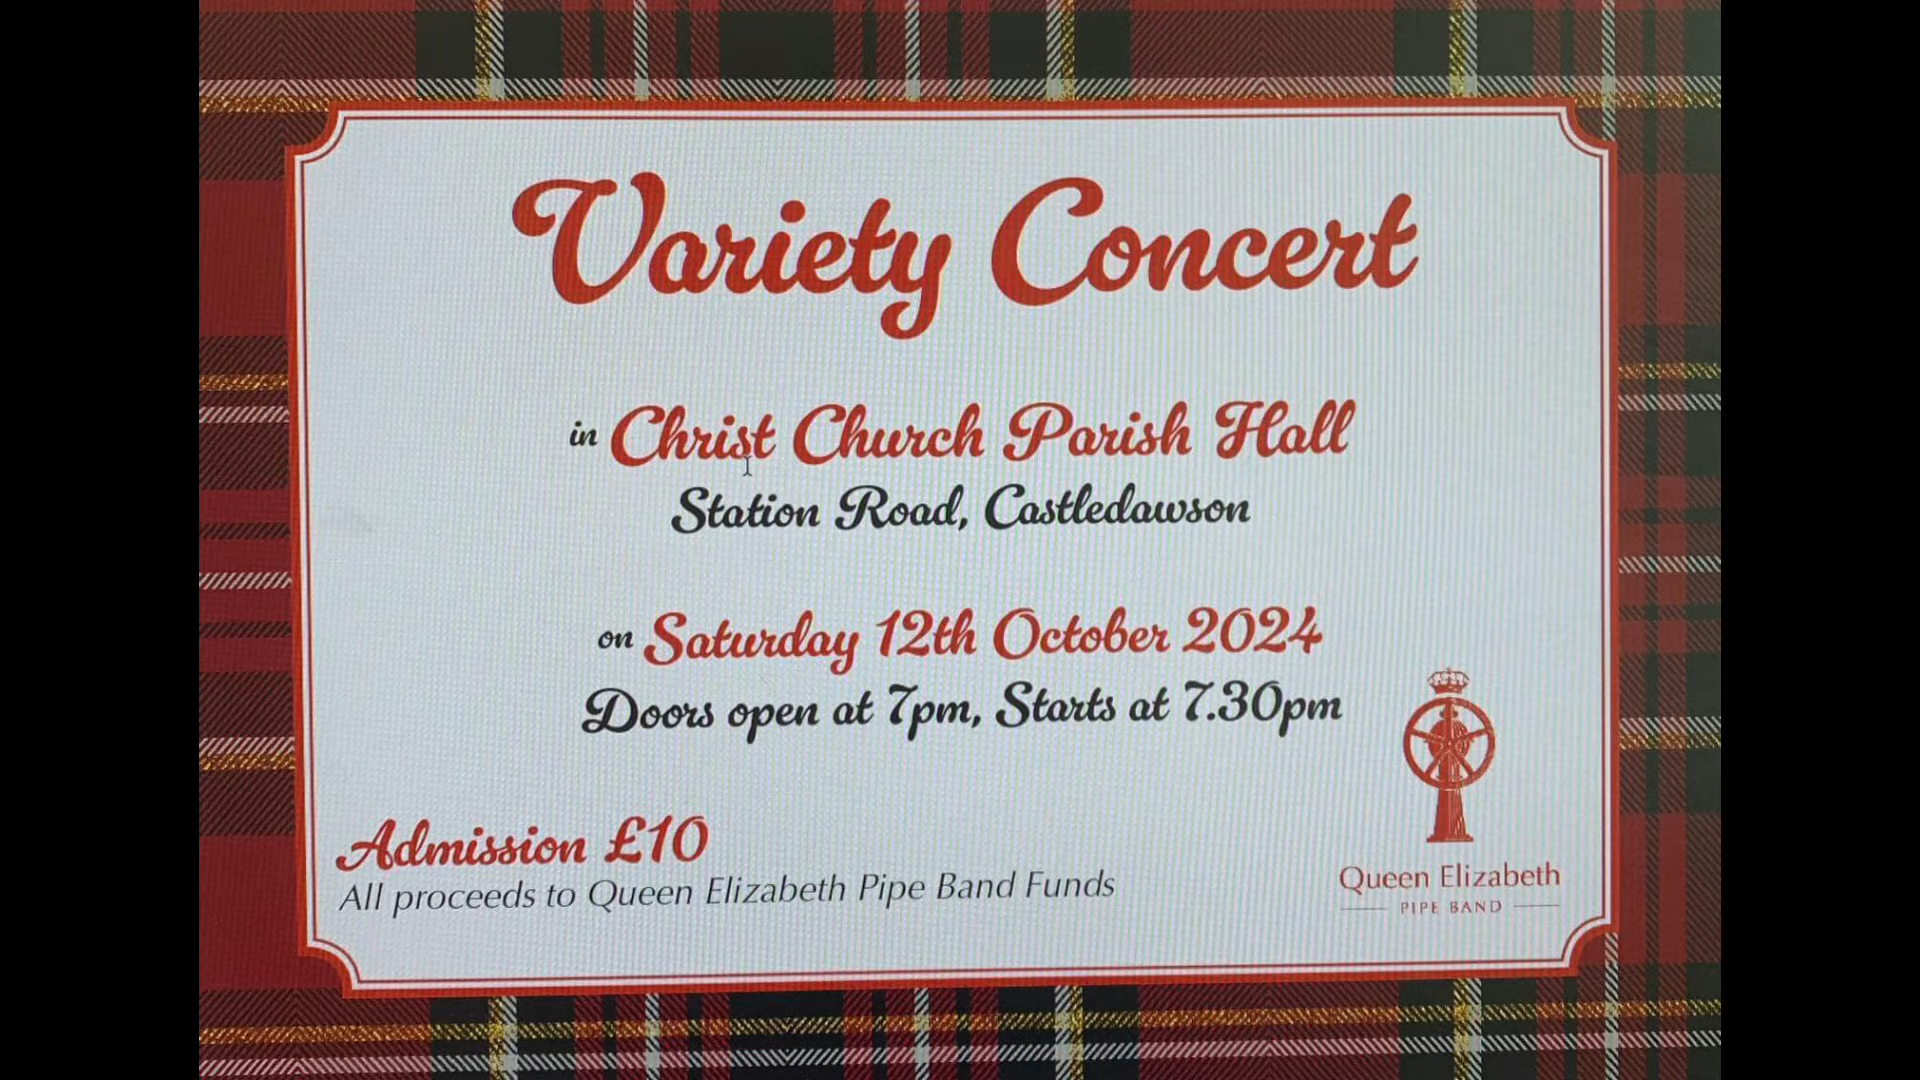 Variety Concert
in Christ Church Parish Hall
Station Road, Castledawson
on Saturday 12th October 2024
Doors open at 7pm, Starts at 7.30pm
Admission £10
All proceeds to Queen Elizabeth Pipe Band Funds
Queen Elizabeth
PIPE BAND